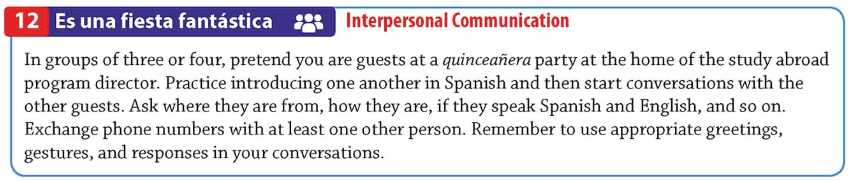 12 Es una fiesta fantástica Interpersonal Communication
In groups of three or four, pretend you are guests at a quinceañera party at the home of the study abroad
program director. Practice introducing one another in Spanish and then start conversations with the
other guests. Ask where they are from, how they are, if they speak Spanish and English, and so on.
Exchange phone numbers with at least one other person. Remember to use appropriate greetings,
gestures, and responses in your conversations.